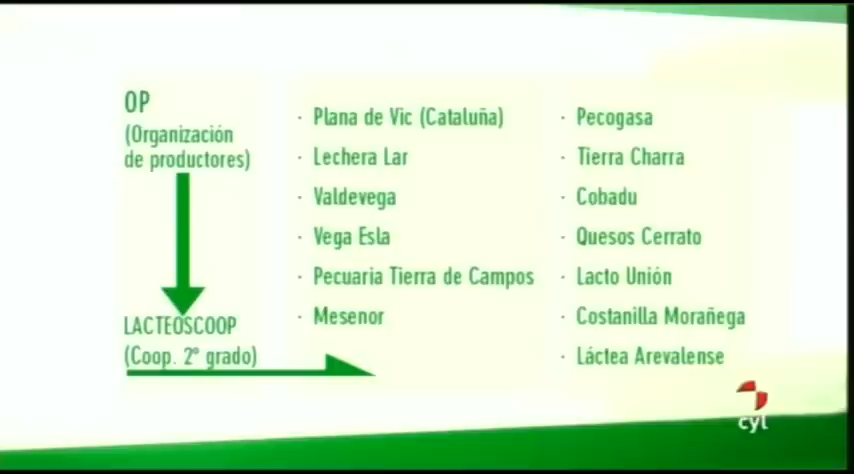 OP
(Organización
de productores)
LACTEOSCOOP
(Coop. 2º grado)
· Plana de Vic (Cataluña)
· Lechera Lar
· Valdevega
· Vega Esla
· Pecuaria Tierra de Campos
· Mesenor
· Pecogasa
· Tierra Charra
· Cobadu
· Quesos Cerrato
· Lacto Unión
· Costanilla Morañega
· Láctea Arevalense
cyl